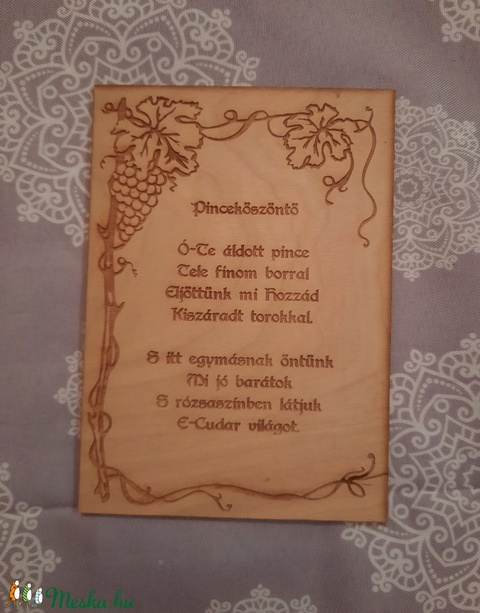 Pinceköszöntő
Ó-Te áldott pince
Tele finom borral
Eljöttünk mi Hozzád
Kiszáradt torokkal.
S itt egymásnak öntünk
Mi jó barátok
S rózsaszínben látjuk
E-Cudar világot.
Meska.hu